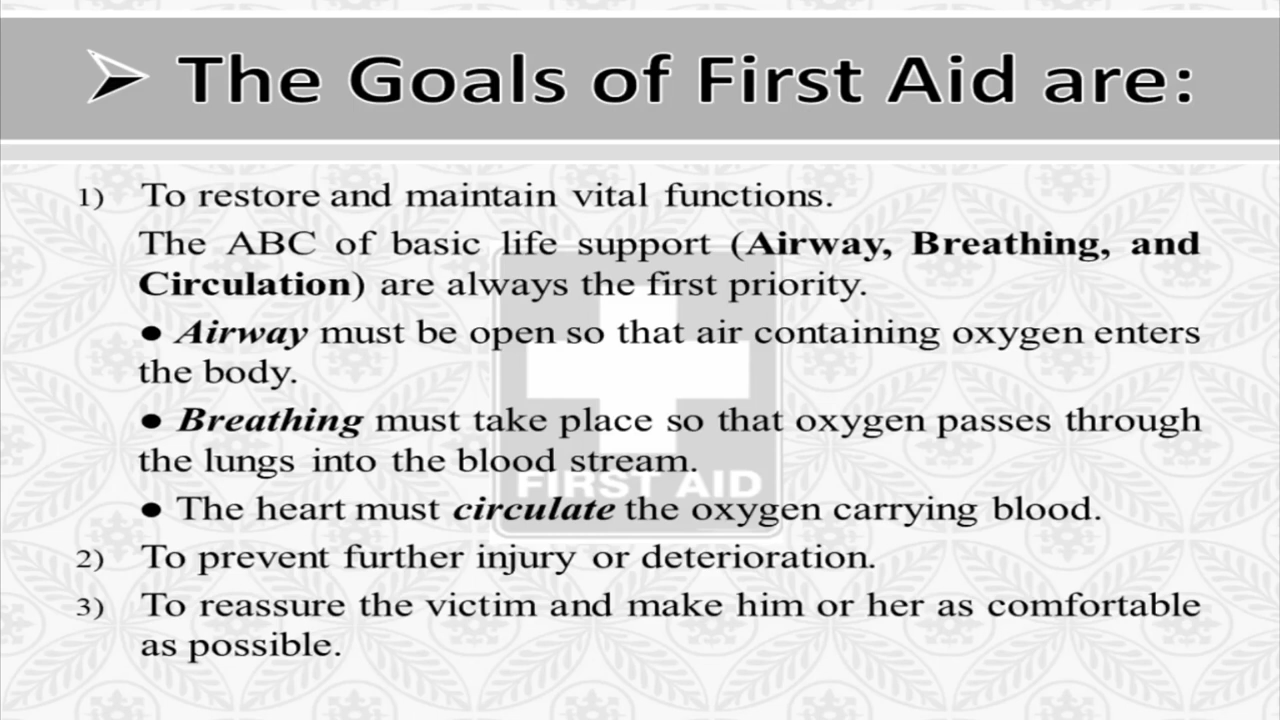 ➢ The Goals of First Aid are:
1) To restore and maintain vital functions.
The ABC of basic life support (Airway, Breathing, and
Circulation) are always the first priority.
● Airway must be open so that air containing oxygen enters
the body.
● Breathing must take place so that oxygen passes through
the lungs into the blood stream.
FIRST AID
● The heart must circulate the oxygen carrying blood.
2) To prevent further injury or deterioration.
3) To reassure the victim and make him or her as comfortable
as possible.